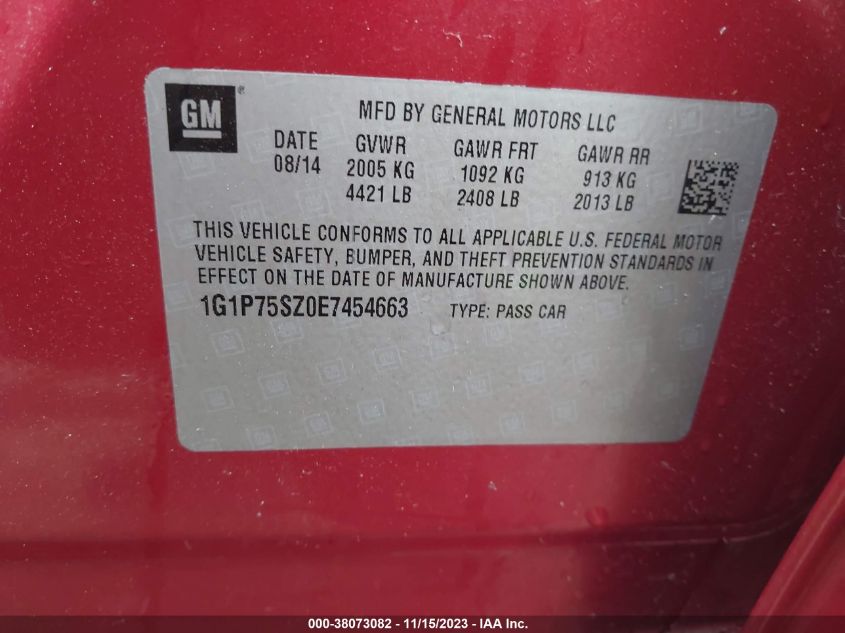 GM®
MFD BY GENERAL MOTORS LLC
DATE GVWR GAWR FRT GAWR RR
08/14 2005 KG 1092 KG 913 KG
4421 LB 2408 LB 2013 LB
THIS VEHICLE CONFORMS TO ALL APPLICABLE U.S. FEDERAL MOTOR
VEHICLE SAFETY, BUMPER, AND THEFT PREVENTION STANDARDS IN
EFFECT ON THE DATE OF MANUFACTURE SHOWN ABOVE.
1G1P75SZ0E7454663 TYPE: PASS CAR
000-38073082 - 11/15/2023 - IAA Inc.